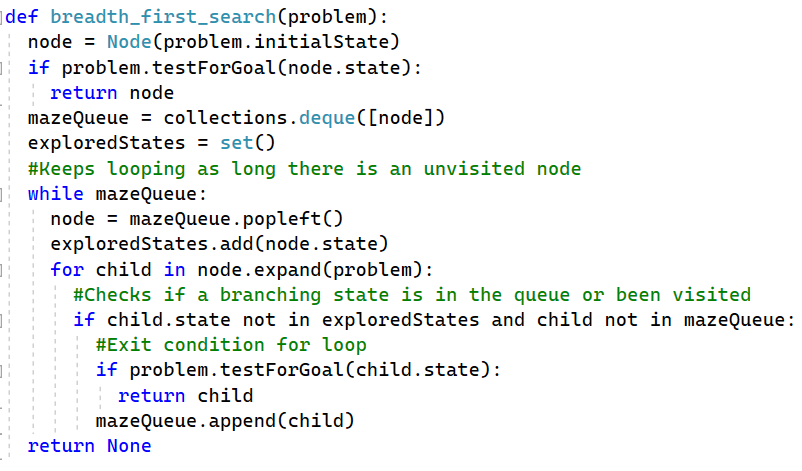 def breadth_first_search(problem):
  node = Node(problem.initialState)
  if problem.testForGoal(node.state):
    return node
  mazeQueue = collections.deque([node])
  exploredStates = set()
  #Keeps looping as long there is an unvisited node
  while mazeQueue:
    node = mazeQueue.popleft()
    exploredStates.add(node.state)
    for child in node.expand(problem):
      #Checks if a branching state is in the queue or been visited
      if child.state not in exploredStates and child not in mazeQueue:
        #Exit condition for loop
        if problem.testForGoal(child.state):
          return child
        mazeQueue.append(child)
  return None